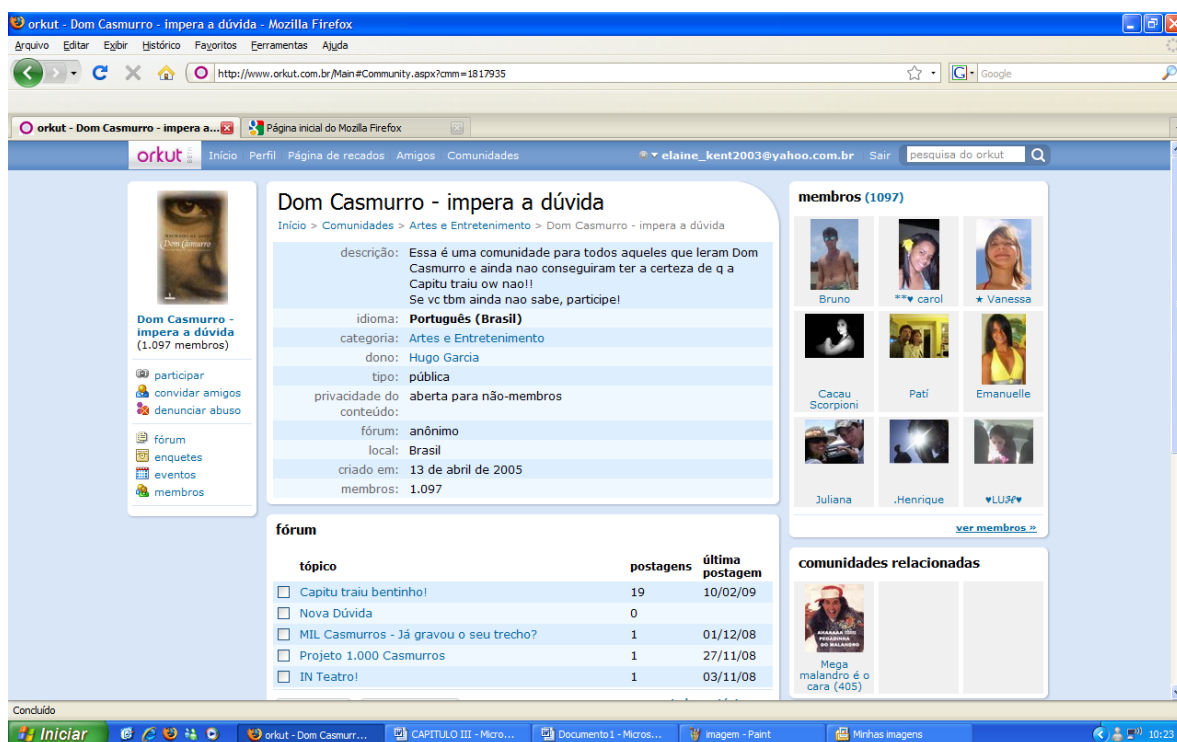 orkut - Dom Casmurro - impera a dúvida - Mozilla Firefox
Arquivo Editar Exibir Histórico Favoritos Ferramentas Ajuda
http://www.orkut.com.br/Main#Community.aspx?cmm=1817935
Google
orkut - Dom Casmurro - impera a...
Página inicial do Mozilla Firefox
orkut Início Perfil Página de recados Amigos Comunidades elaine_kent2003@yahoo.com.br Sair pesquisa do orkut
Dom Casmurro
Dom Casmurro -
impera a dúvida
(1.097 membros)
participar
convidar amigos
denunciar abuso
fórum
enquetes
eventos
membros
Dom Casmurro - impera a dúvida
Início > Comunidades > Artes e Entretenimento > Dom Casmurro - impera a dúvida
descrição: Essa é uma comunidade para todos aqueles que leram Dom
Casmurro e ainda nao conseguiram ter a certeza de q a
Capitu traiu ow nao!!
Se vc tbm ainda nao sabe, participe!
idioma: Português (Brasil)
categoria: Artes e Entretenimento
dono: Hugo Garcia
tipo: pública
privacidade do aberta para não-membros
conteúdo:
fórum: anônimo
local: Brasil
criado em: 13 de abril de 2005
membros: 1.097
fórum
tópico postagens última
postagem
Capitu traiu bentinho! 19 10/02/09
Nova Dúvida 0
MIL Casmurros - Já gravou o seu trecho? 1 01/12/08
Projeto 1.000 Casmurros 1 27/11/08
IN Teatro! 1 03/11/08
membros (1097)
Bruno **♥ carol ★ Vanessa
Cacau Patí Emanuelle
Scorpioni
Juliana .Henrique ♥LUऽ℮♥
ver membros »
comunidades relacionadas
PEGADINHA
DO MALANDRO
Mega
malandro é o
cara (405)
Concluído
Iniciar orkut - Dom Casmurr... CAPITULO III - Micro... Documento1 - Micros... imagem - Paint Minhas imagens 10:23